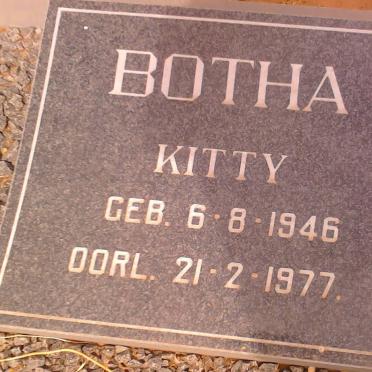 BOTHA
KITTY
GEB. 6·8·1946
OORL. 21·2·1977.